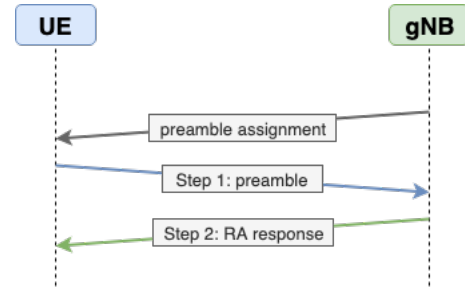 UE
gNB
preamble assignment
Step 1: preamble
Step 2: RA response